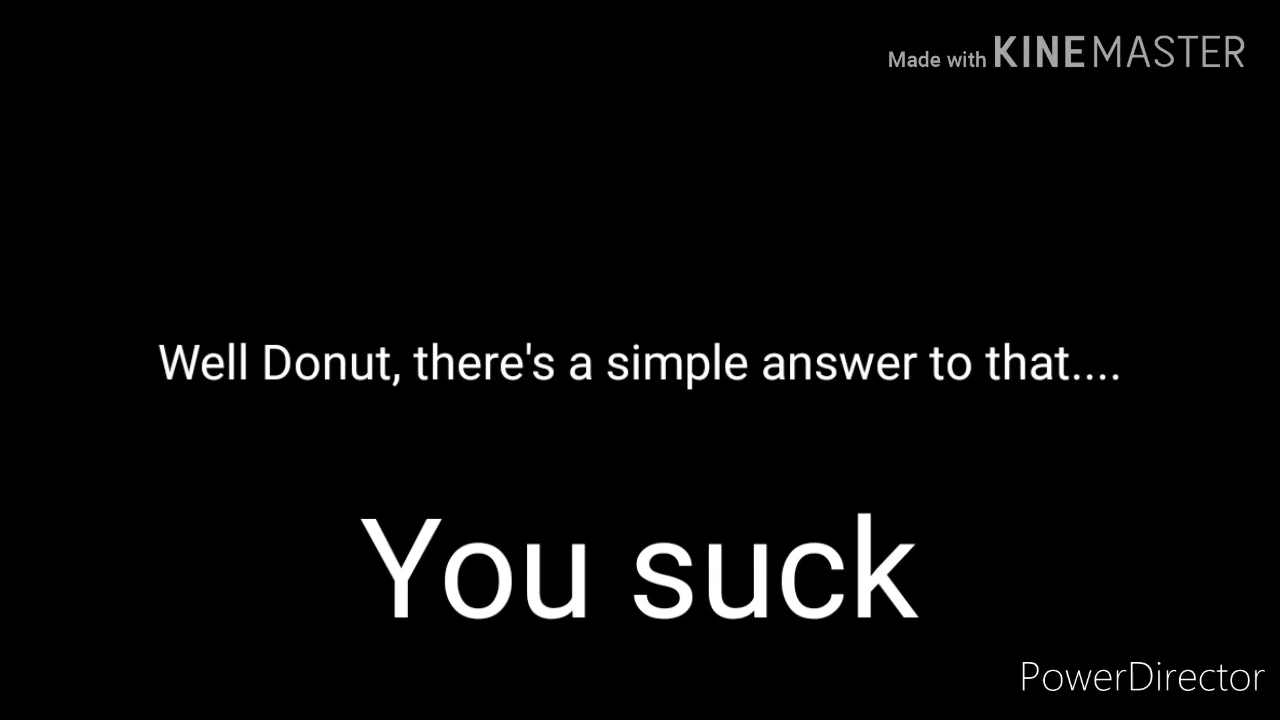 Made with KINEMASTER
Well Donut, there's a simple answer to that....
You suck
PowerDirector